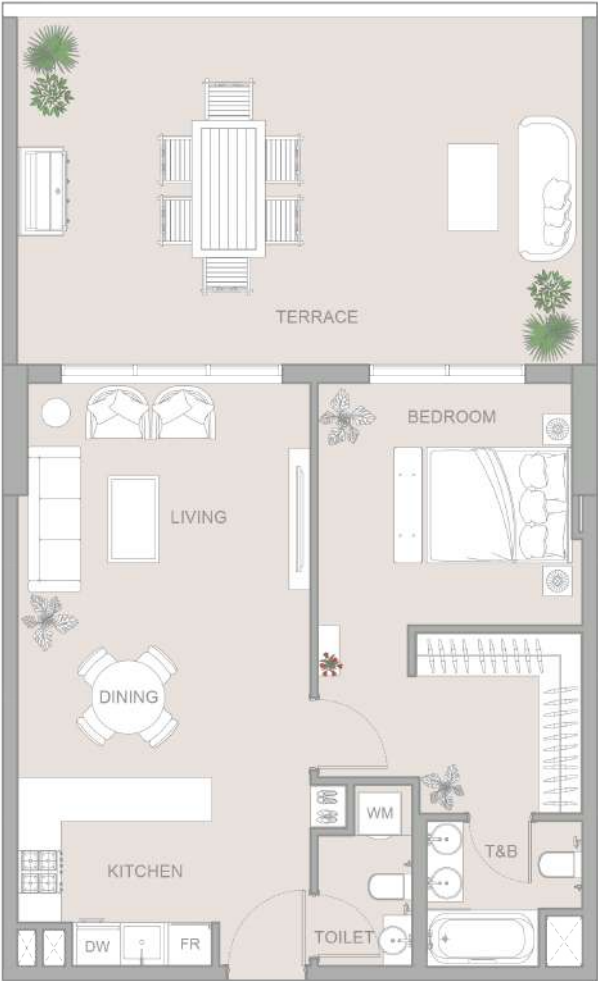 TERRACE
BEDROOM
LIVING
DINING
WM
T&B
KITCHEN
TOILET
DW
FR